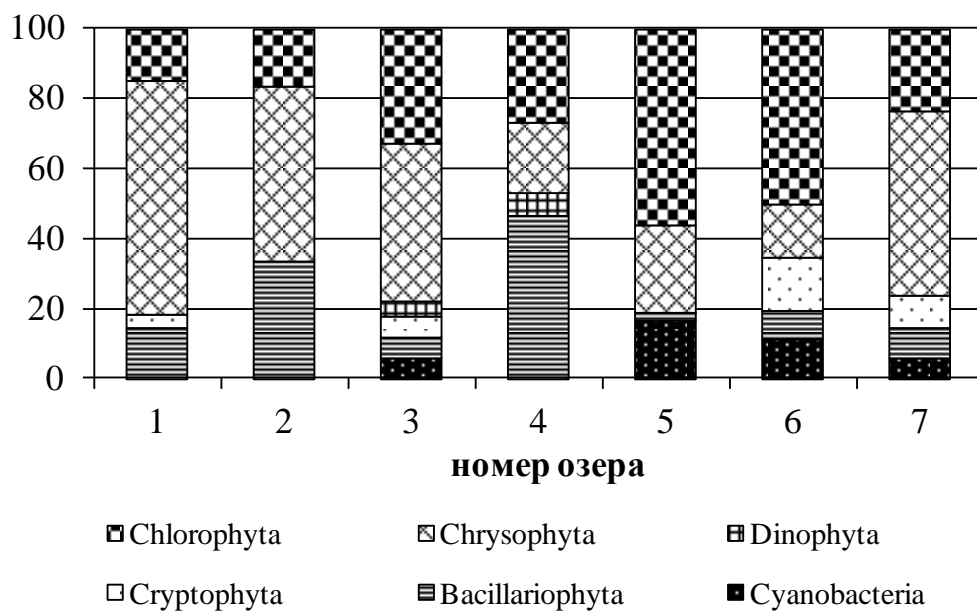 100
80
60
40
20
0
1 2 3 4 5 6 7
номер озера
Chlorophyta Chrysophyta Dinophyta
Cryptophyta Bacillariophyta Cyanobacteria